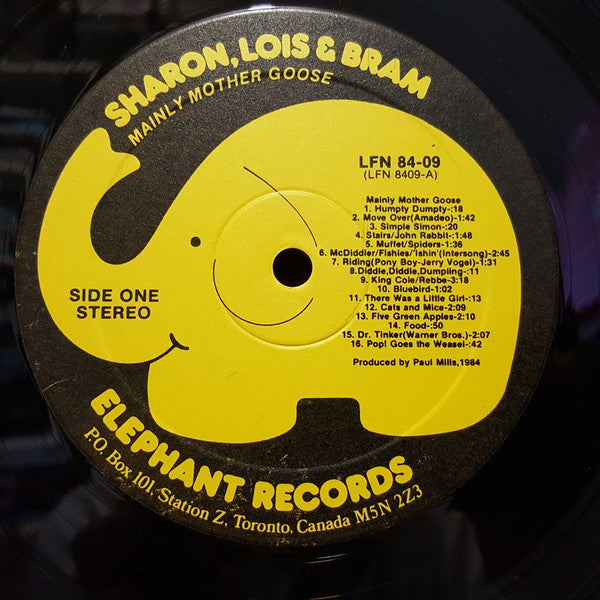 SHARON, LOIS & BRAM
MAINLY MOTHER GOOSE
LFN 84-09
(LFN 8409-A)
SIDE ONE
STEREO
Mainly Mother Goose
1. Humpty Dumpty-:18
2. Move Over(Amadeo)-1:42
3. Simple Simon-:20
4. Stairs/John Rabbit-1:48
5. Muffet/Spiders-1:36
6. McDiddler/Fishies/'Ishin'(Intersong)-2:45
7. Riding(Pony Boy-Jerry Vogel)-1:31
8.Diddle,Diddle,Dumpling-:11
9. King Cole/Rebbe-3:18
10. Bluebird-1:02
11. There Was a Little Girl-:13
12. Cats and Mice-2:09
13. Five Green Apples-2:10
14. Food-:50
15. Dr. Tinker(Warner Bros.)-2:07
16. Pop! Goes the Weasel-:42
Produced by Paul Mills,1984
ELEPHANT RECORDS
P.O. Box 101, Station Z, Toronto, Canada M5N 2Z3